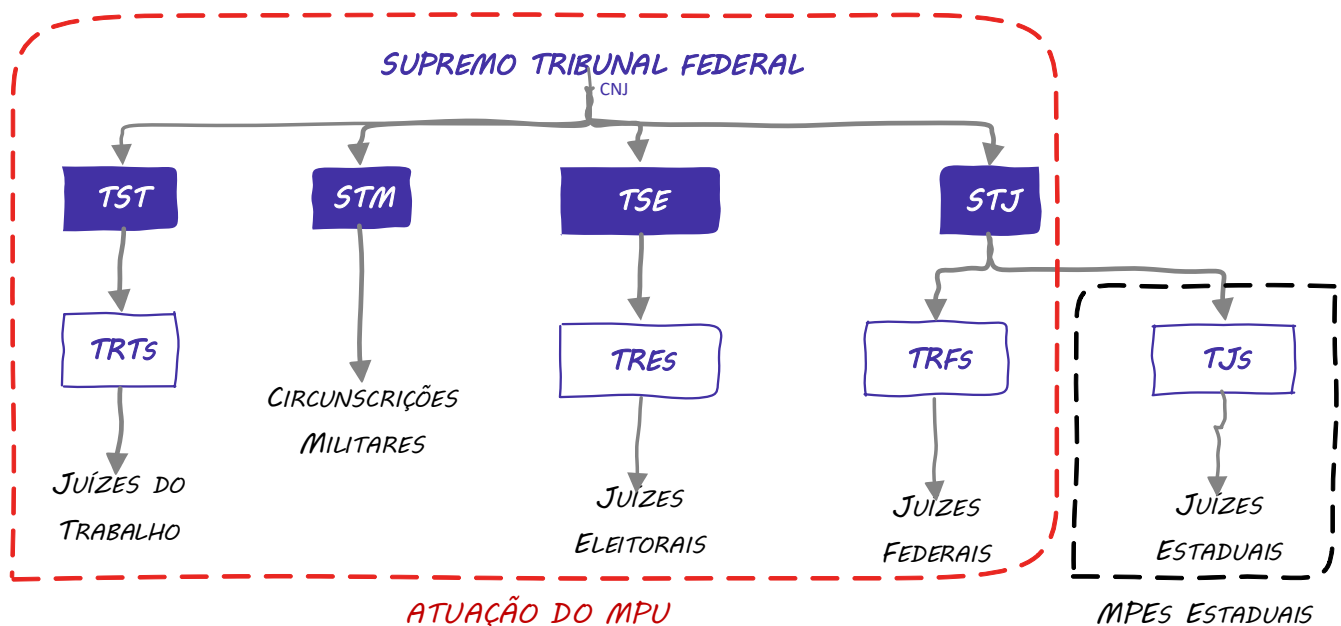 SUPREMO TRIBUNAL FEDERAL
CNJ
TST
STM
TSE
STJ
TRTS
CIRCUNSCRIÇÕES
MILITARES
TRES
TRFS
TJS
JUÍZES DO
TRABALHO
JUÍZES
ELEITORAIS
JUÍZES
FEDERAIS
JUÍZES
ESTADUAIS
ATUAÇÃO DO MPU
MPES ESTADUAIS